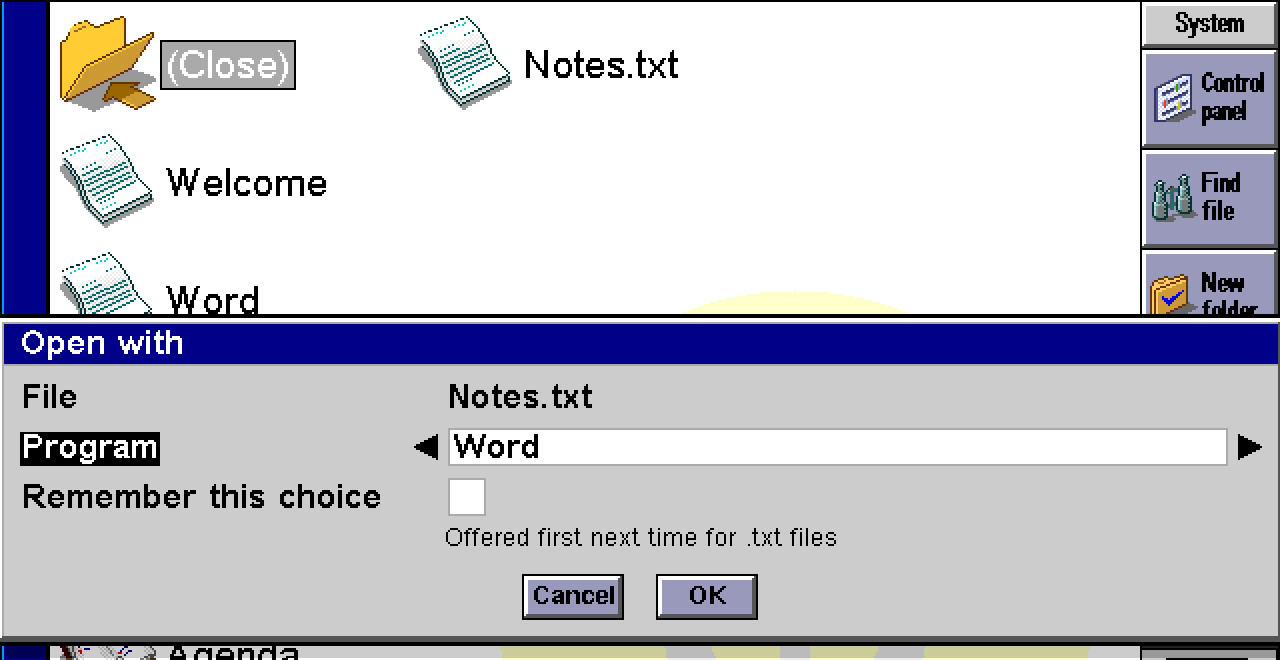 (Close)
Notes.txt
Welcome
Word
System
Control
panel
Find
file
New
folder
Open with
File
Notes.txt
Program
Word
Remember this choice
Offered first next time for .txt files
Cancel
OK
Agenda